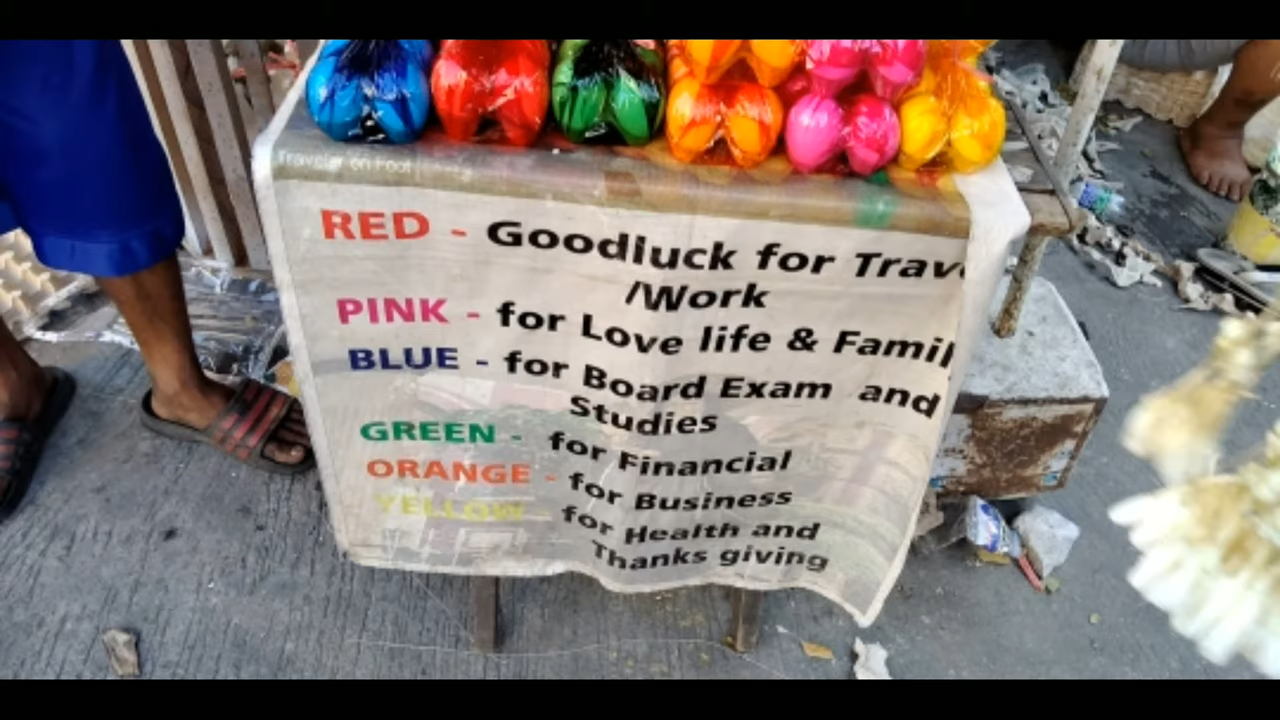 Traveler on Foot
RED - Goodluck for Trav
/Work
PINK - for Love life & Famil
BLUE - for Board Exam and
Studies
GREEN - for Financial
ORANGE - for Business
YELLOW - for Health and
Thanks giving